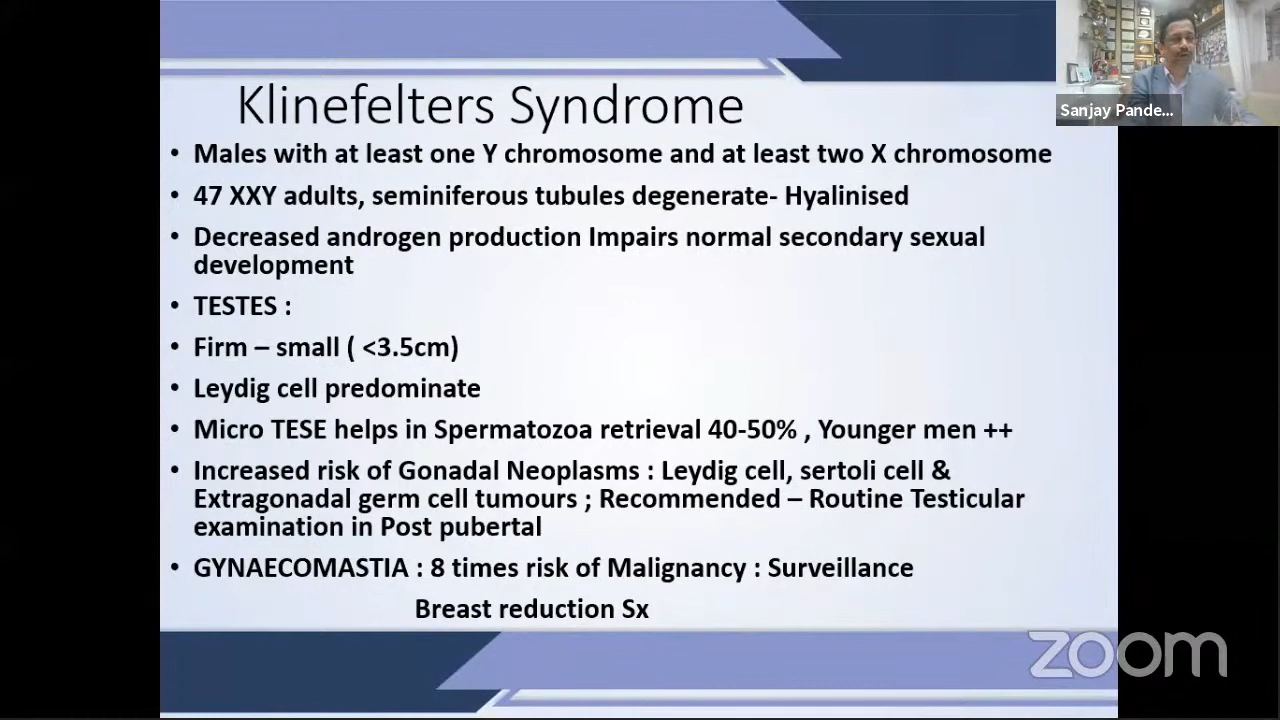 Klinefelters Syndrome
• Males with at least one Y chromosome and at least two X chromosome
• 47 XXY adults, seminiferous tubules degenerate- Hyalinised
• Decreased androgen production Impairs normal secondary sexual
development
• TESTES :
• Firm – small ( <3.5cm)
• Leydig cell predominate
• Micro TESE helps in Spermatozoa retrieval 40-50% , Younger men ++
• Increased risk of Gonadal Neoplasms : Leydig cell, sertoli cell &
Extragonadal germ cell tumours ; Recommended – Routine Testicular
examination in Post pubertal
• GYNAECOMASTIA : 8 times risk of Malignancy : Surveillance
Breast reduction Sx
Sanjay Pande...
zoom